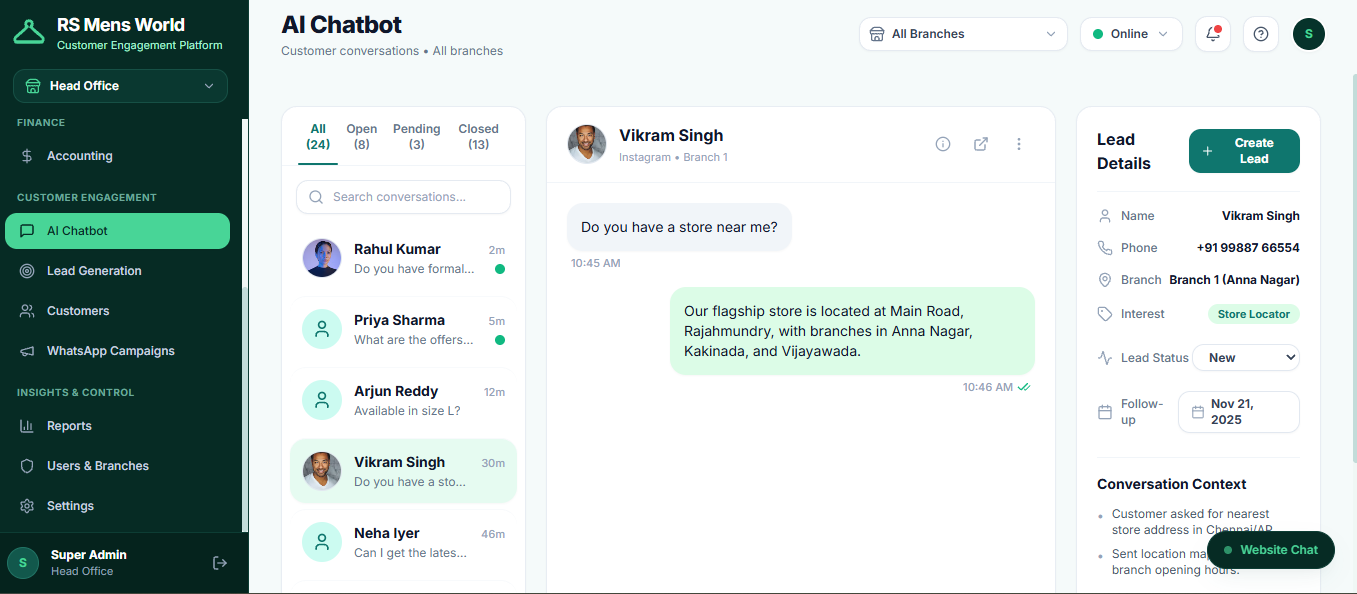 RS Mens World
Customer Engagement Platform
Head Office
FINANCE
Accounting
CUSTOMER ENGAGEMENT
AI Chatbot
Lead Generation
Customers
WhatsApp Campaigns
INSIGHTS & CONTROL
Reports
Users & Branches
Settings
S
Super Admin
Head Office
AI Chatbot
Customer conversations • All branches
All Branches
Online
S
All
(24)
Open
(8)
Pending
(3)
Closed
(13)
Search conversations...
Rahul Kumar 2m
Do you have formal...
Priya Sharma 5m
What are the offers...
Arjun Reddy 12m
Available in size L?
Vikram Singh 30m
Do you have a sto...
Neha Iyer 46m
Can I get the lates...
Vikram Singh
Instagram • Branch 1
Do you have a store near me?
10:45 AM
Our flagship store is located at Main Road,
Rajahmundry, with branches in Anna Nagar,
Kakinada, and Vijayawada.
10:46 AM
Lead
Details
+ Create
Lead
Name Vikram Singh
Phone +91 99887 66554
Branch Branch 1 (Anna Nagar)
Interest Store Locator
Lead Status New
Follow-
up
Nov 21,
2025
Conversation Context
• Customer asked for nearest
store address in Chennai/AP
• Sent location
branch opening hours.
Website Chat